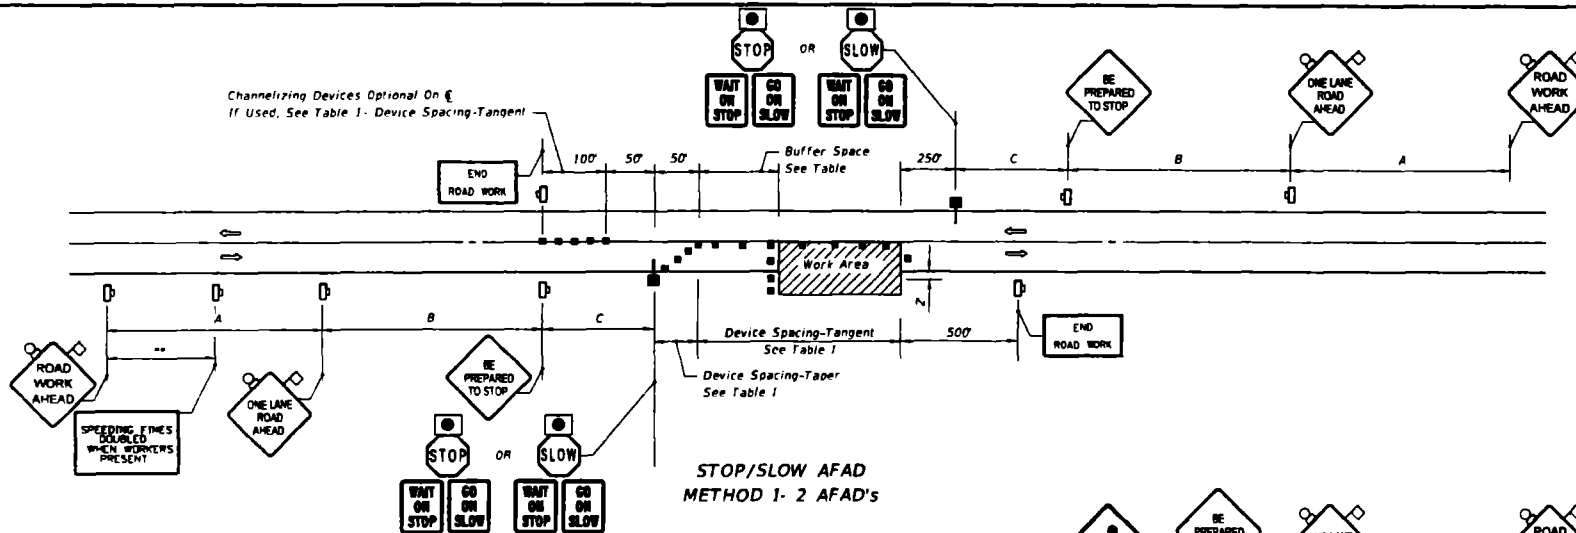 STOP
OR
SLOW
WAIT
ON
STOP
GO
ON
SLOW
WAIT
ON
STOP
GO
ON
SLOW
BE
PREPARED
TO STOP
ONE LANE
ROAD
AHEAD
ROAD
WORK
AHEAD
Channelizing Devices Optional On ℄
If Used, See Table 1- Device Spacing-Tangent
END
ROAD WORK
100'
50'
50'
Buffer Space
See Table
250'
C
B
A
Work Area
2'
A
B
C
Device Spacing-Tangent
See Table 1
500'
END
ROAD WORK
**
ROAD
WORK
AHEAD
SPEEDING FINES
DOUBLED
WHEN WORKERS
PRESENT
ONE LANE
ROAD
AHEAD
BE
PREPARED
TO STOP
Device Spacing-Taper
See Table 1
STOP
OR
SLOW
WAIT
ON
STOP
GO
ON
SLOW
WAIT
ON
STOP
GO
ON
SLOW
STOP/SLOW AFAD
METHOD 1- 2 AFAD's
BE
PREPARED
ROAD